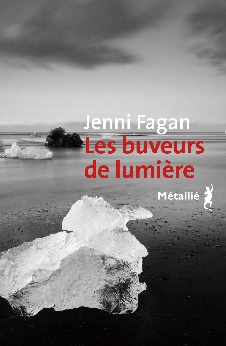 Jenni Fagan
Les buveurs
de lumière
Métailié